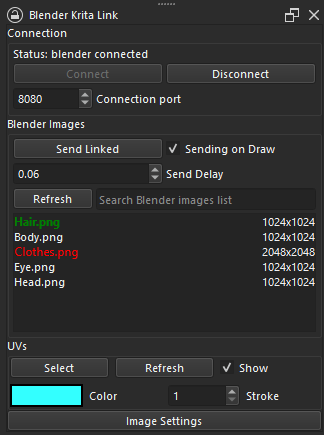 Blender Krita Link
Connection
Status: blender connected
Connect Disconnect
8080 Connection port
Blender Images
Send Linked Sending on Draw
0.06 Send Delay
Refresh Search Blender images list
Hair.png 1024x1024
Body.png 1024x1024
Clothes.png 2048x2048
Eye.png 1024x1024
Head.png 1024x1024
UVs
Select Refresh Show
Color 1 Stroke
Image Settings